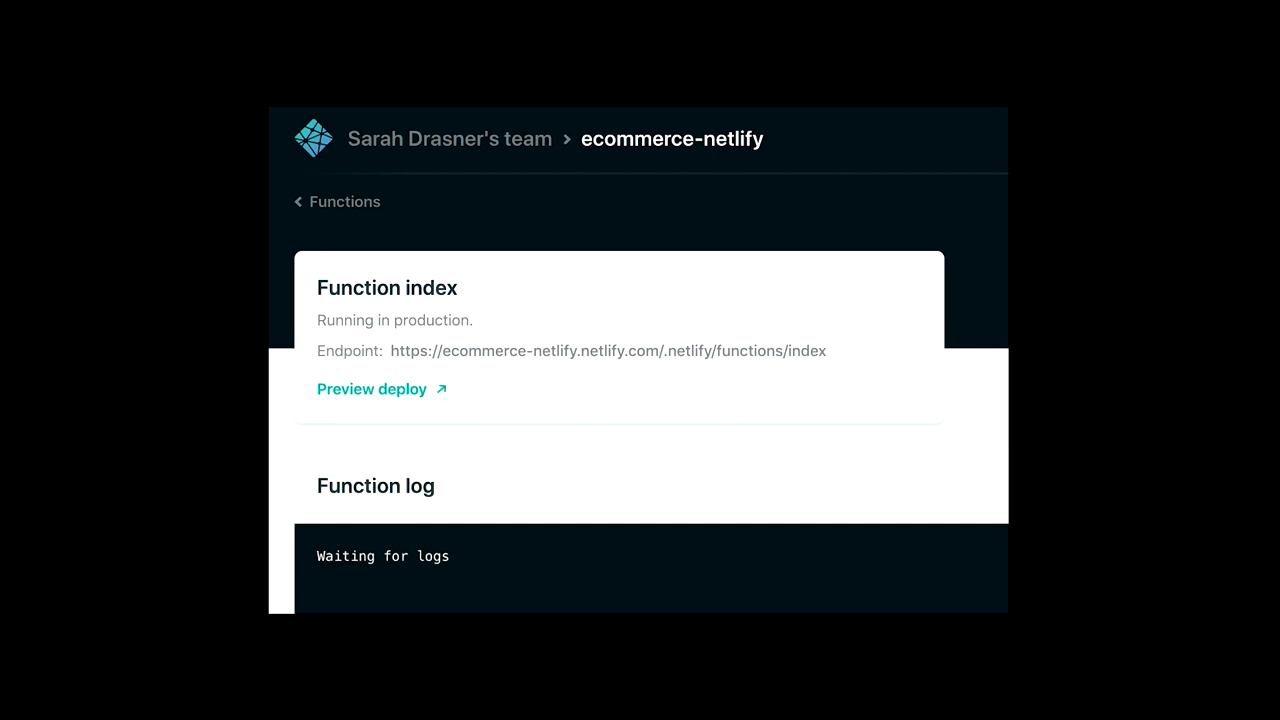 Sarah Drasner's team > ecommerce-netlify
< Functions
Function index
Running in production.
Endpoint: https://ecommerce-netlify.netlify.com/.netlify/functions/index
Preview deploy ↗
Function log
Waiting for logs